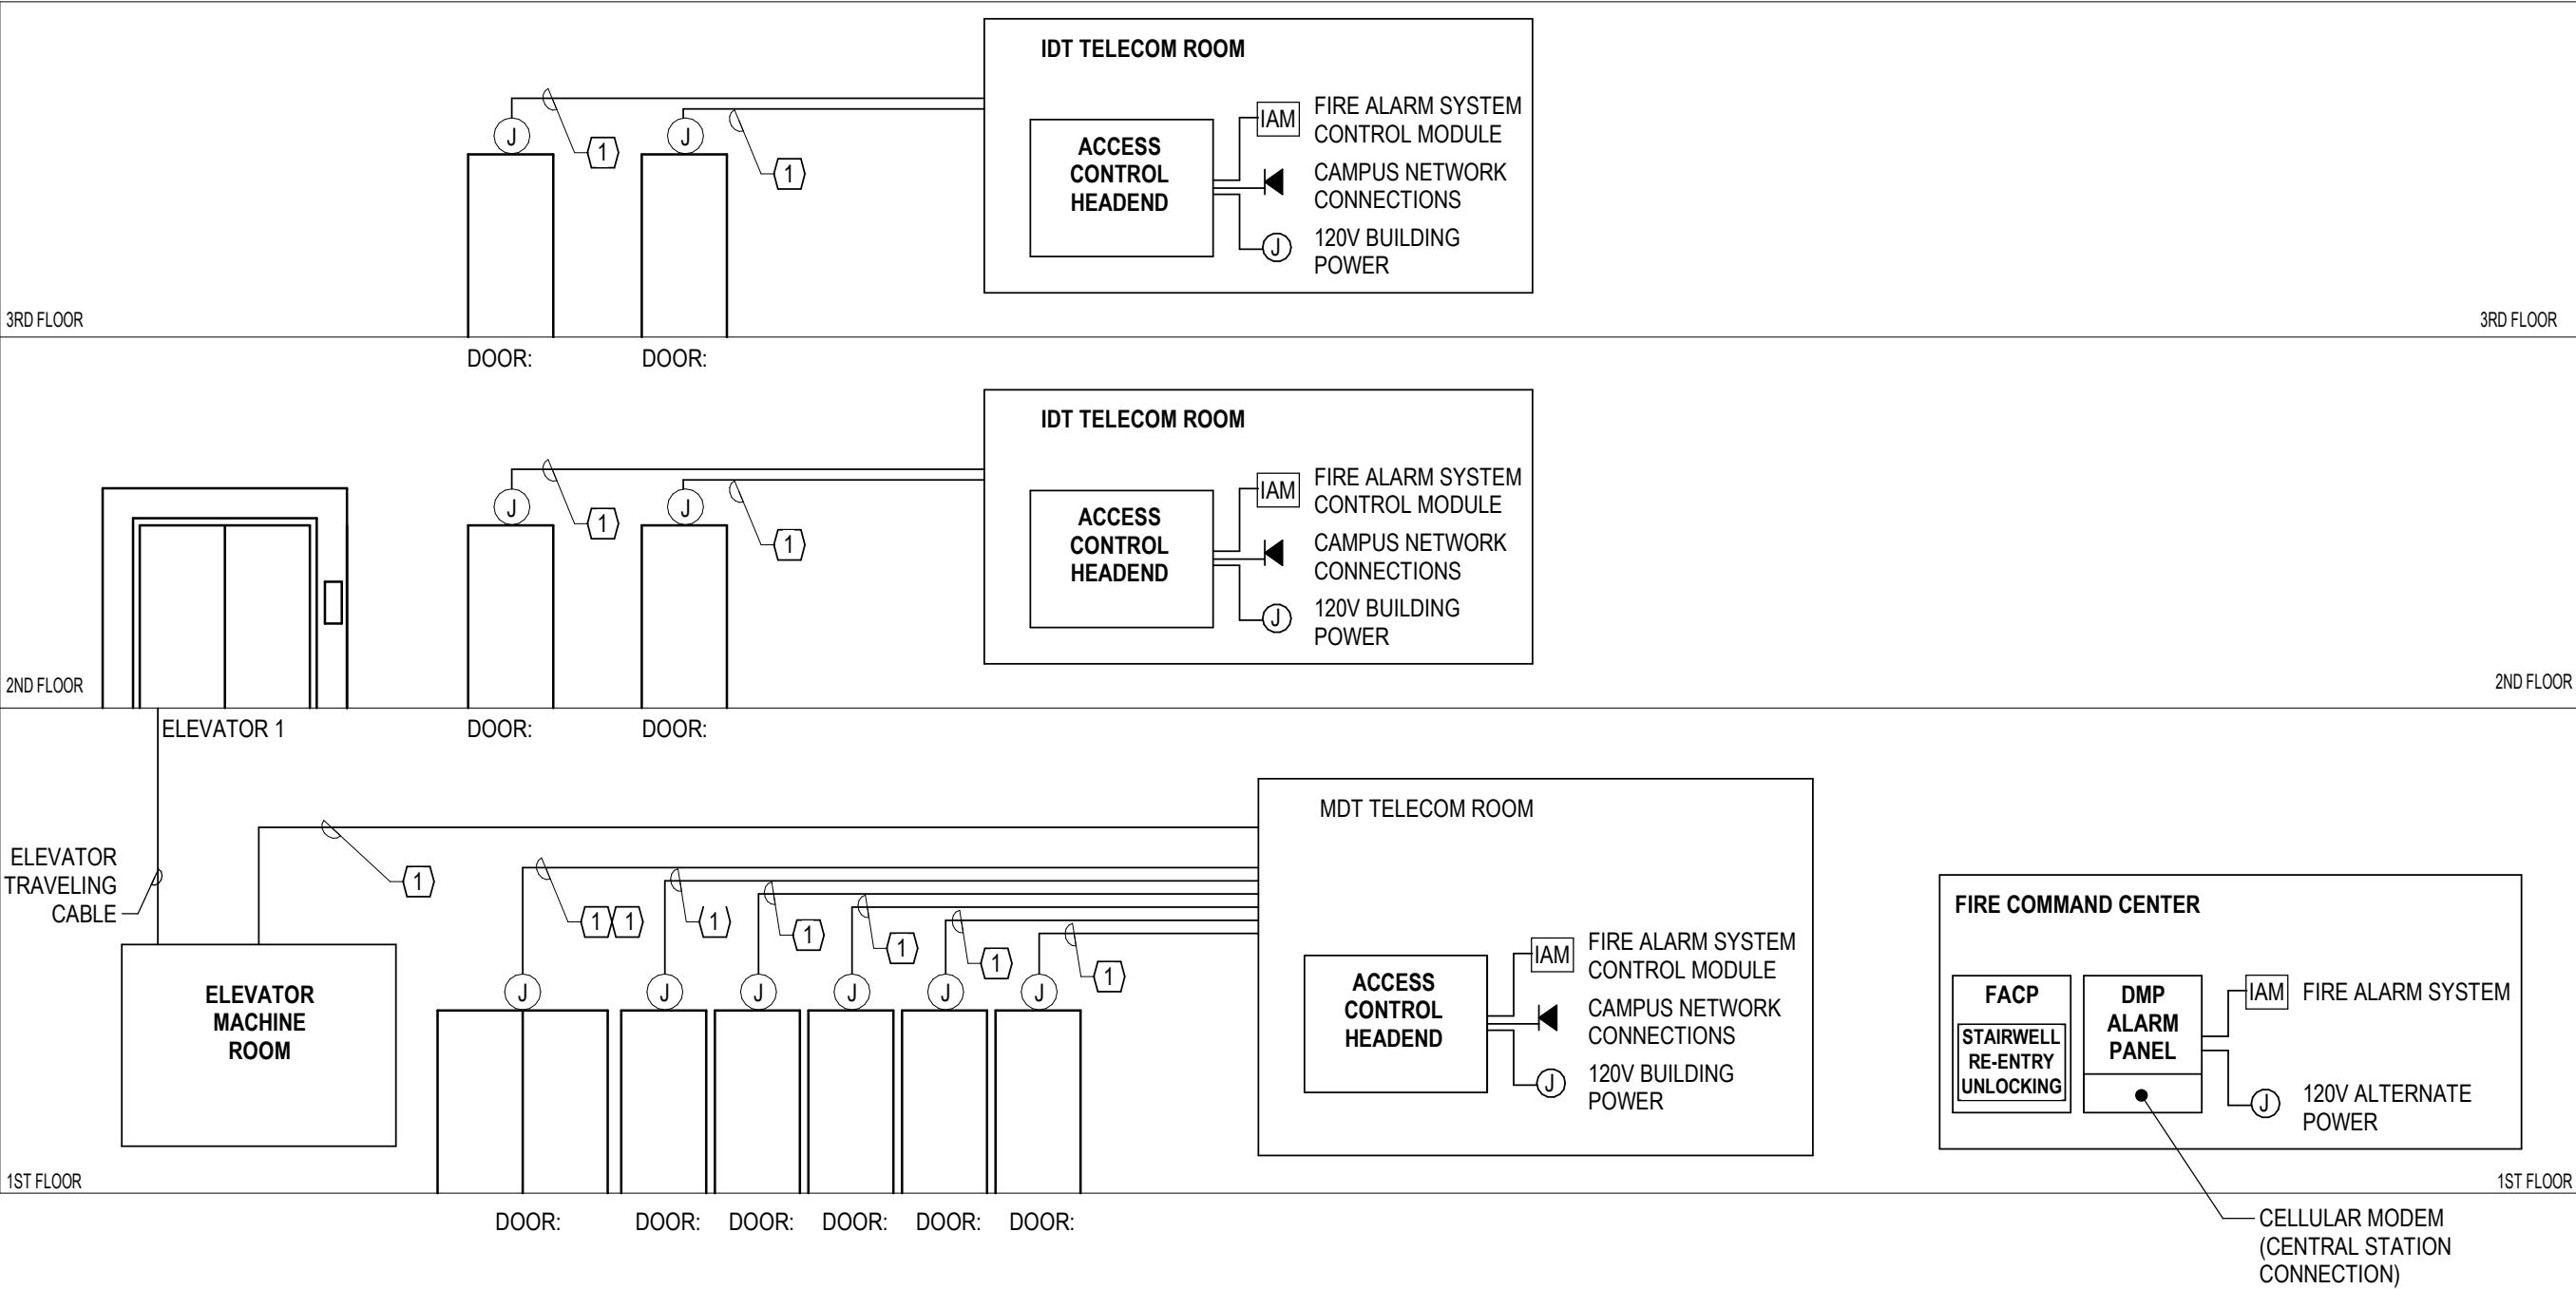 IDT TELECOM ROOM
ACCESS
CONTROL
HEADEND
IAM
FIRE ALARM SYSTEM
CONTROL MODULE
CAMPUS NETWORK
CONNECTIONS
J
120V BUILDING
POWER
J
1
J
1
3RD FLOOR
3RD FLOOR
DOOR:
DOOR:
IDT TELECOM ROOM
ACCESS
CONTROL
HEADEND
IAM
FIRE ALARM SYSTEM
CONTROL MODULE
CAMPUS NETWORK
CONNECTIONS
J
120V BUILDING
POWER
J
1
J
1
2ND FLOOR
2ND FLOOR
ELEVATOR 1
DOOR:
DOOR:
MDT TELECOM ROOM
ELEVATOR
TRAVELING
CABLE
1
1
1
1
1
1
1
1
J
J
J
J
J
J
ELEVATOR
MACHINE
ROOM
ACCESS
CONTROL
HEADEND
IAM
FIRE ALARM SYSTEM
CONTROL MODULE
CAMPUS NETWORK
CONNECTIONS
J
120V BUILDING
POWER
FIRE COMMAND CENTER
FACP
STAIRWELL
RE-ENTRY
UNLOCKING
DMP
ALARM
PANEL
IAM
FIRE ALARM SYSTEM
J
120V ALTERNATE
POWER
1ST FLOOR
1ST FLOOR
DOOR:
DOOR:
DOOR:
DOOR:
DOOR:
DOOR:
CELLULAR MODEM
(CENTRAL STATION
CONNECTION)